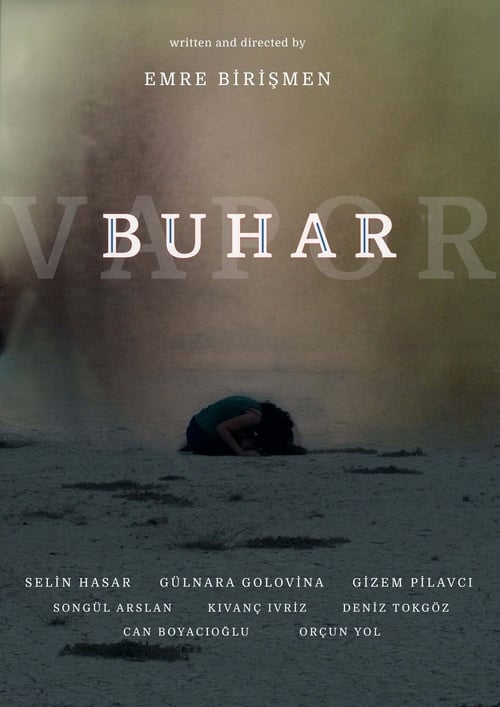 written and directed by
EMRE BİRİŞMEN
VAPOR
BUHAR
SELİN HASAR GÜLNARA GOLOVİNA GİZEM PİLAVCI
SONGÜL ARSLAN KIVANÇ IVRIZ DENİZ TOKGÖZ
CAN BOYACIOĞLU ORÇUN YOL